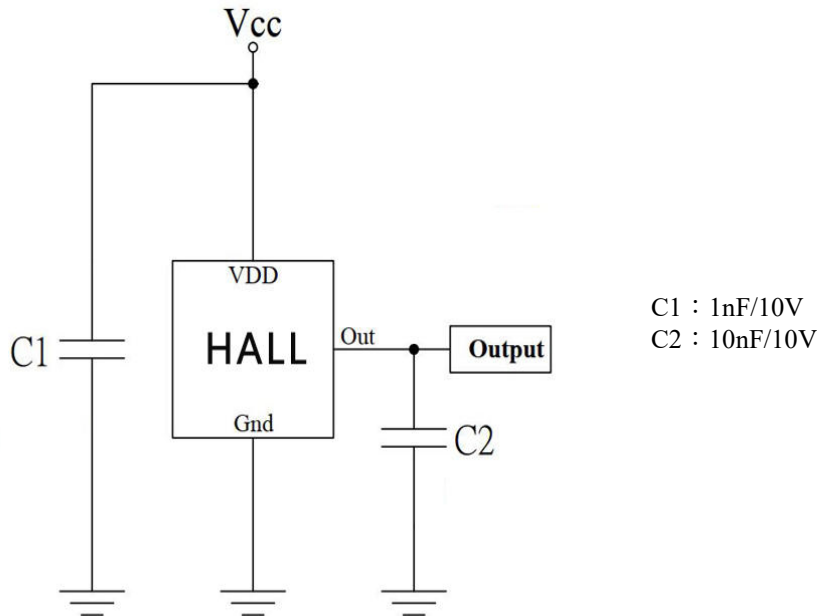 Vcc
VDD
HALL
Out
Output
Gnd
C1
C2
C1：1nF/10V
C2：10nF/10V